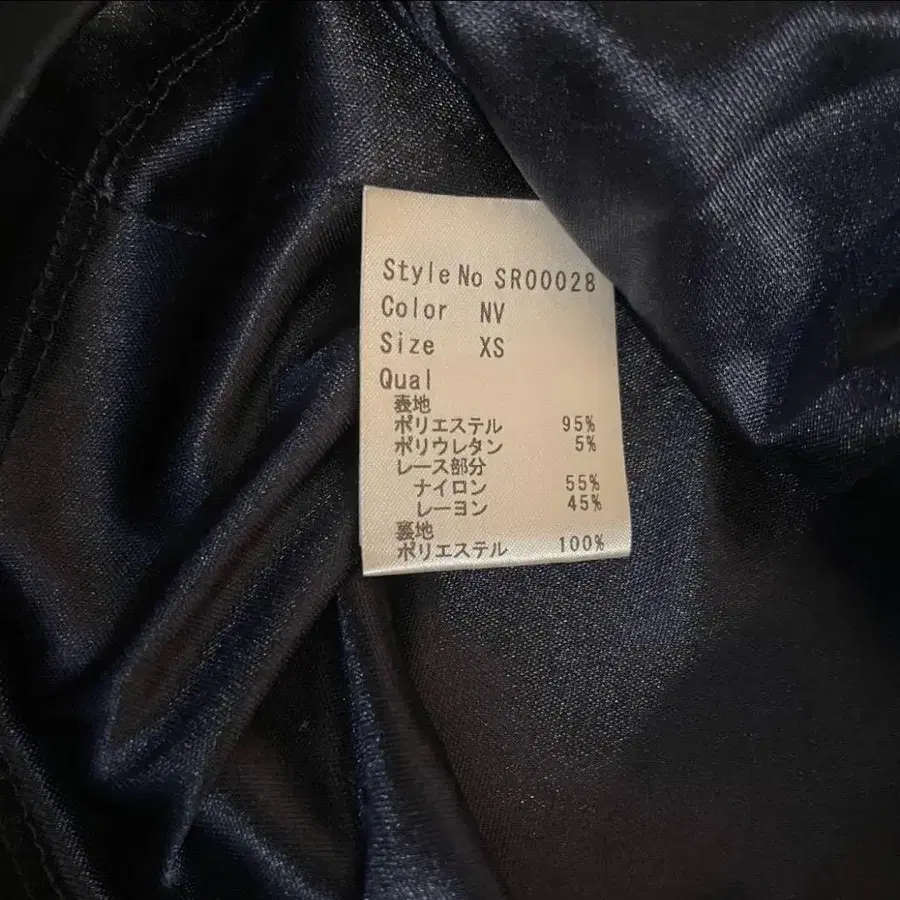 Style No SR00028
Color NV
Size XS
Qual
表地
ポリエステル 95%
ポリウレタン 5%
レース部分
ナイロン 55%
レーヨン 45%
裏地
ポリエステル 100%